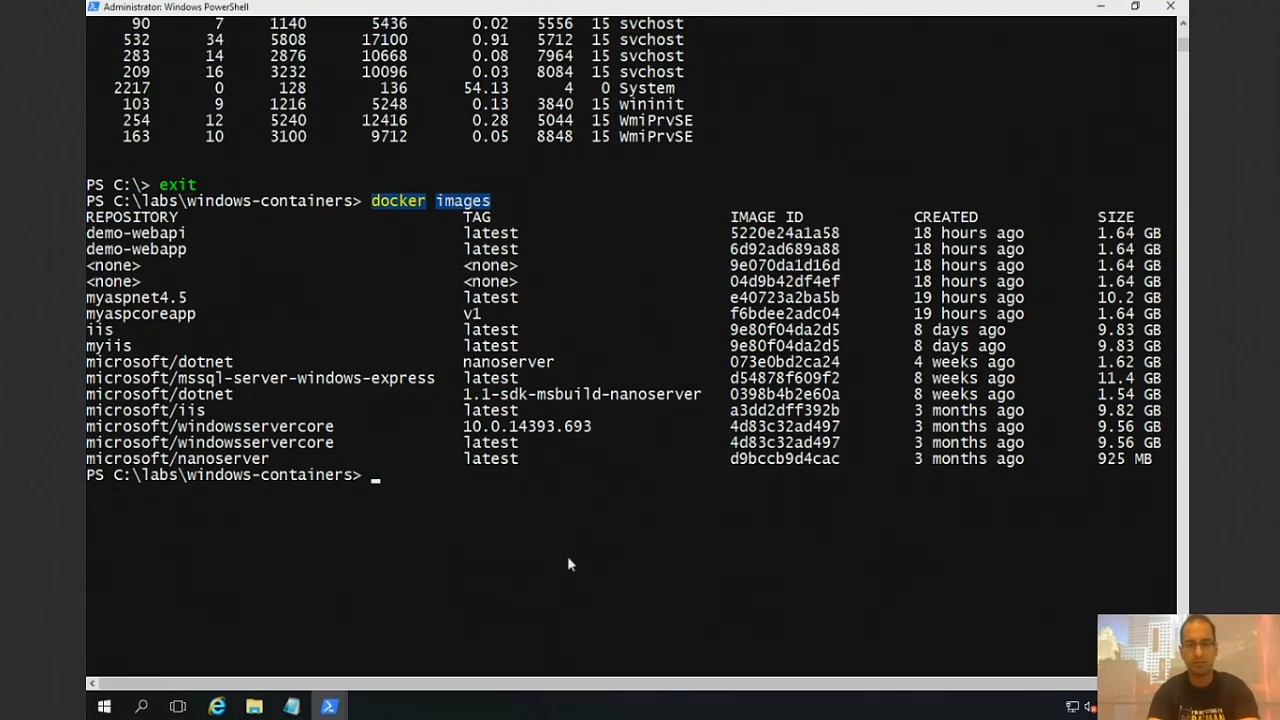 Administrator: Windows PowerShell
90 7 1140 5436 0.02 5556 15 svchost
532 34 5808 17100 0.91 5712 15 svchost
283 14 2876 10668 0.08 7964 15 svchost
209 16 3232 10096 0.03 8084 15 svchost
2217 0 128 136 54.13 4 0 System
103 9 1216 5248 0.13 3840 15 wininit
254 12 5240 12416 0.28 5044 15 WmiPrvSE
163 10 3100 9712 0.05 8848 15 WmiPrvSE
PS C:\> exit
PS C:\labs\windows-containers> docker images
REPOSITORY TAG IMAGE ID CREATED SIZE
demo-webapi latest 5220e24a1a58 18 hours ago 1.64 GB
demo-webapp latest 6d92ad689a88 18 hours ago 1.64 GB
<none> <none> 9e070da1d16d 18 hours ago 1.64 GB
<none> <none> 04d9b42df4ef 18 hours ago 1.64 GB
myaspnet4.5 latest e40723a2ba5b 19 hours ago 10.2 GB
myaspcoreapp v1 f6bdee2adc04 19 hours ago 1.64 GB
iis latest 9e80f04da2d5 8 days ago 9.83 GB
myiis latest 9e80f04da2d5 8 days ago 9.83 GB
microsoft/dotnet nanoserver 073e0bd2ca24 4 weeks ago 1.62 GB
microsoft/mssql-server-windows-express latest d54878f609f2 8 weeks ago 11.4 GB
microsoft/dotnet 1.1-sdk-msbuild-nanoserver 0398b4b2e60a 8 weeks ago 1.54 GB
microsoft/iis latest a3dd2dff392b 3 months ago 9.82 GB
microsoft/windowsservercore 10.0.14393.693 4d83c32ad497 3 months ago 9.56 GB
microsoft/windowsservercore latest 4d83c32ad497 3 months ago 9.56 GB
microsoft/nanoserver latest d9bccb9d4cac 3 months ago 925 MB
PS C:\labs\windows-containers>